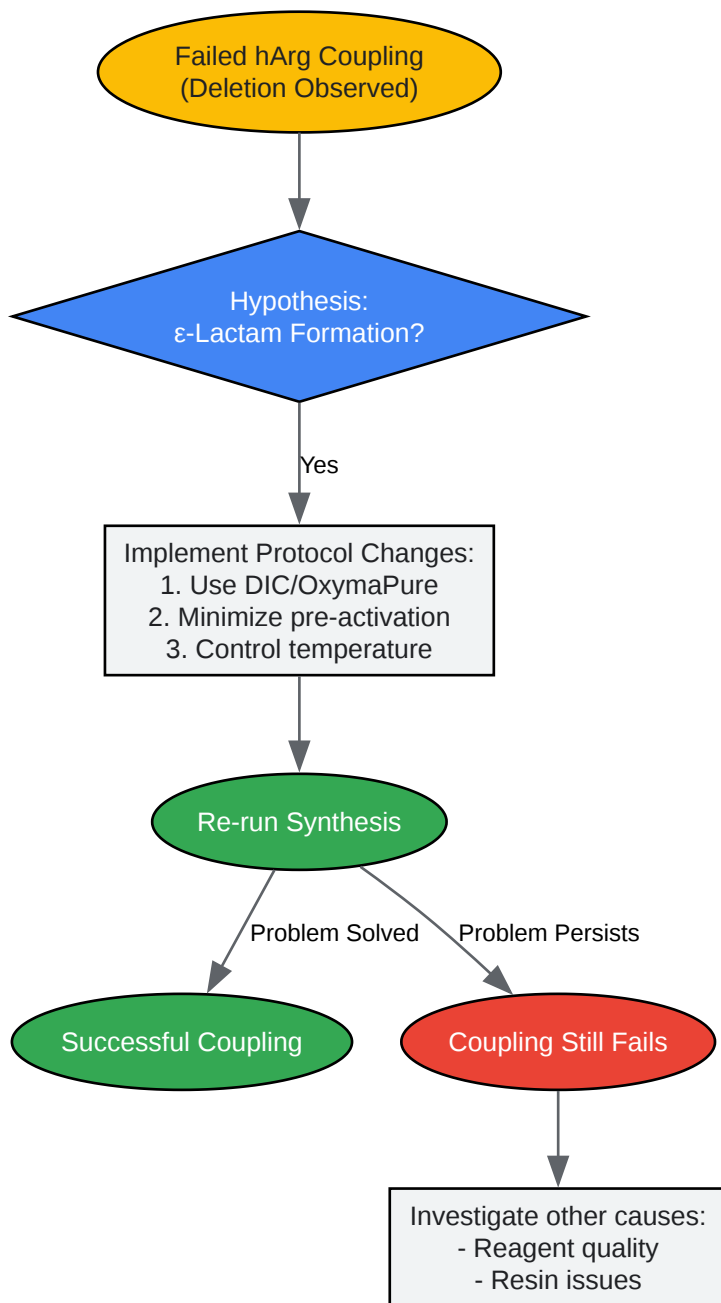 Failed hArg Coupling
(Deletion Observed)
Hypothesis:
ε-Lactam Formation?
Yes
Implement Protocol Changes:
1. Use DIC/OxymaPure
2. Minimize pre-activation
3. Control temperature
Re-run Synthesis
Problem Solved
Problem Persists
Successful Coupling
Coupling Still Fails
Investigate other causes:
- Reagent quality
- Resin issues